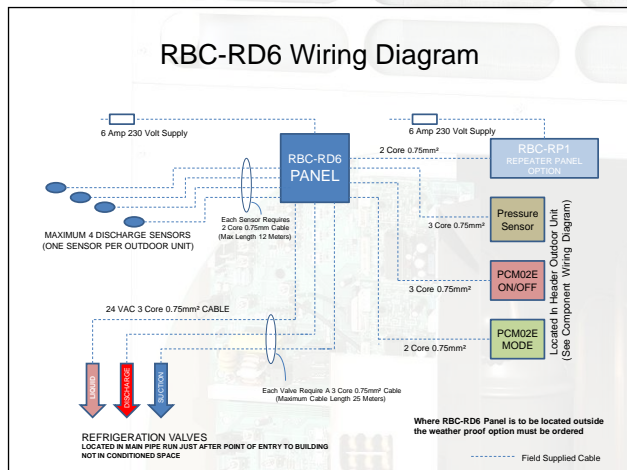 RBC-RD6 Wiring Diagram
6 Amp 230 Volt Supply
6 Amp 230 Volt Supply
RBC-RD6
PANEL
2 Core 0.75mm²
RBC-RP1
REPEATER PANEL
OPTION
MAXIMUM 4 DISCHARGE SENSORS
(ONE SENSOR PER OUTDOOR UNIT)
Each Sensor Requires
2 Core 0.75mm Cable
(Max Length 12 Meters)
3 Core 0.75mm²
Pressure
Sensor
3 Core 0.75mm²
PCM02E
ON/OFF
2 Core 0.75mm²
PCM02E
MODE
Located In Header Outdoor Unit
(See Component Wiring Diagram)
24 VAC 3 Core 0.75mm² CABLE
LIQUID
DISCHARGE
SUCTION
Each Valve Require A 3 Core 0.75mm² Cable
(Maximum Cable Length 25 Meters)
REFRIGERATION VALVES
LOCATED IN MAIN PIPE RUN JUST AFTER POINT OF ENTRY TO BUILDING
NOT IN CONDITIONED SPACE
Where RBC-RD6 Panel is to be located outside
the weather proof option must be ordered
Field Supplied Cable